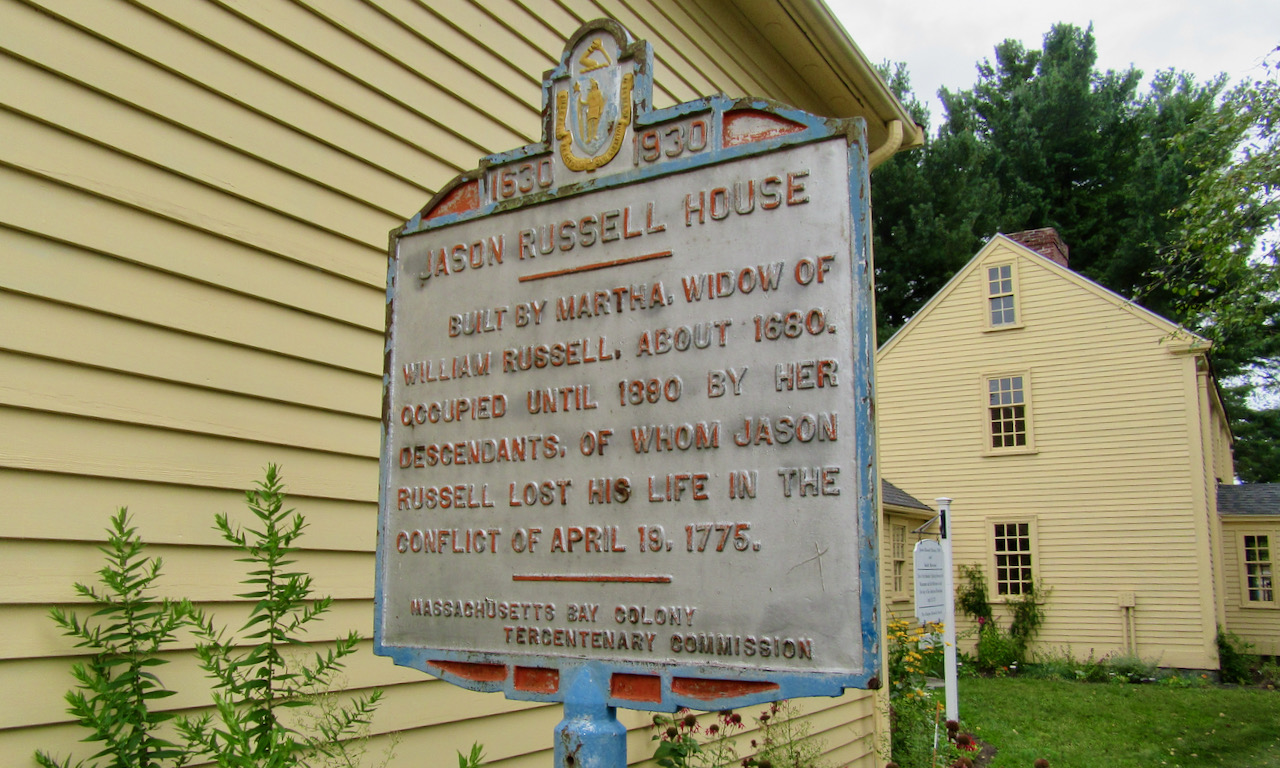 1630 1930
JASON RUSSELL HOUSE
BUILT BY MARTHA, WIDOW OF
WILLIAM RUSSELL, ABOUT 1680.
OCCUPIED UNTIL 1890 BY HER
DESCENDANTS, OF WHOM JASON
RUSSELL LOST HIS LIFE IN THE
CONFLICT OF APRIL 19, 1775.
MASSACHUSETTS BAY COLONY
TERCENTENARY COMMISSION